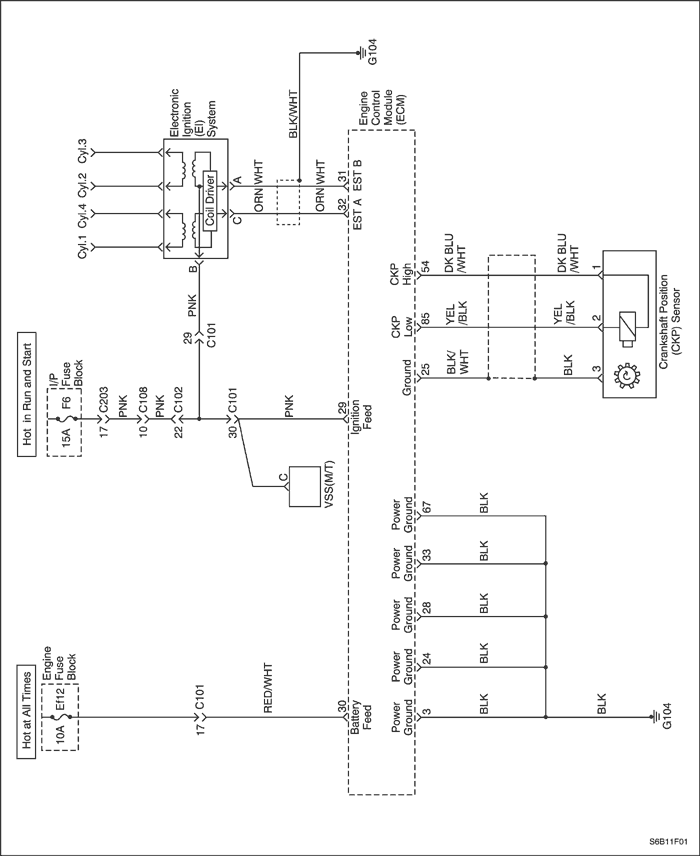 Hot at All Times
Engine
Fuse
Block
Ef12
10A
17
C101
RED/WHT
30
Battery
Feed
Hot in Run and Start
I/P
Fuse
Block
F6
15A
17
C203
PNK
10
C108
PNK
22
C102
30
C101
PNK
29
Ignition
Feed
C
VSS(M/T)
29
C101
PNK
B
Cyl.1
Cyl.4
Cyl.2
Cyl.3
Electronic
Ignition
(EI)
System
Coil Driver
C
A
ORN
WHT
ORN
WHT
BLK/WHT
G104
32
31
EST A
EST B
Engine
Control
Module
(ECM)
Power
Ground
3
BLK
Power
Ground
24
BLK
Power
Ground
28
BLK
Power
Ground
33
BLK
Power
Ground
67
BLK
BLK
G104
Ground
25
BLK/
WHT
BLK
3
CKP
Low
85
YEL
/BLK
YEL
/BLK
2
CKP
High
54
DK BLU
/WHT
DK BLU
/WHT
1
Crankshaft Position
(CKP) Sensor
S6B11F01